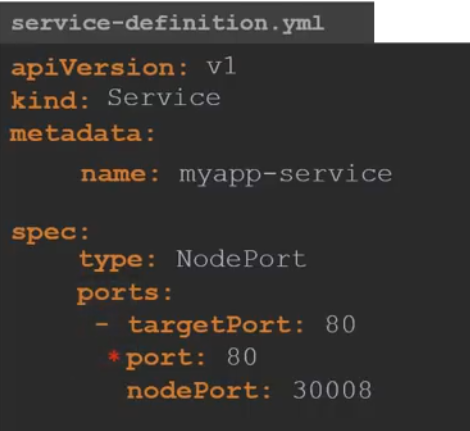 service-definition.yml
apiVersion: v1
kind: Service
metadata:
name: myapp-service
spec:
type: NodePort
ports:
- targetPort: 80
*port: 80
nodePort: 30008